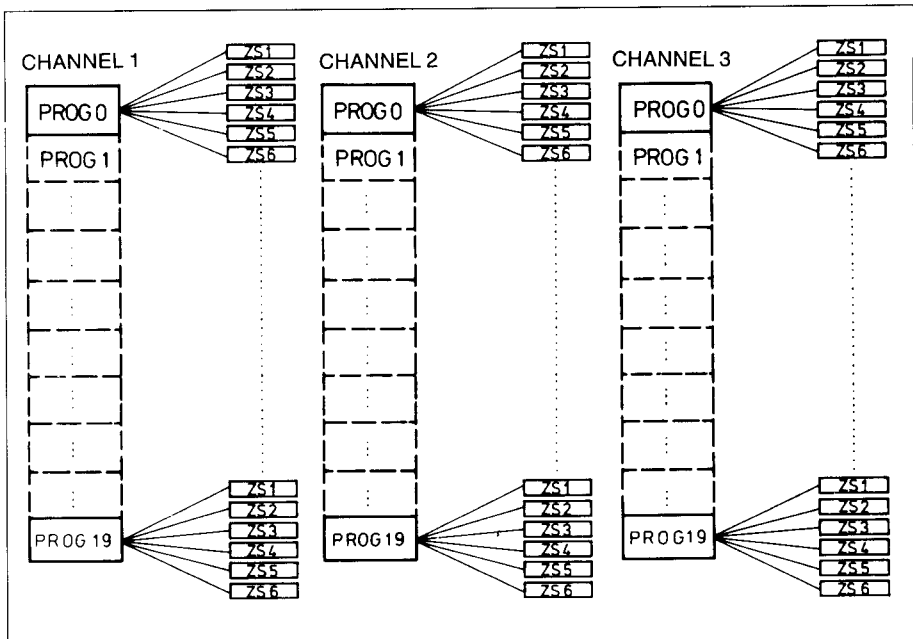 CHANNEL 1
PROG 0
PROG 1
PROG 19
ZS1
ZS2
ZS3
ZS4
ZS5
ZS6
ZS1
ZS2
ZS3
ZS4
ZS5
ZS6
CHANNEL 2
PROG 0
PROG 1
PROG 19
ZS1
ZS2
ZS3
ZS4
ZS5
ZS6
ZS1
ZS2
ZS3
ZS4
ZS5
ZS6
CHANNEL 3
PROG 0
PROG 1
PROG 19
ZS1
ZS2
ZS3
ZS4
ZS5
ZS6
ZS1
ZS2
ZS3
ZS4
ZS5
ZS6